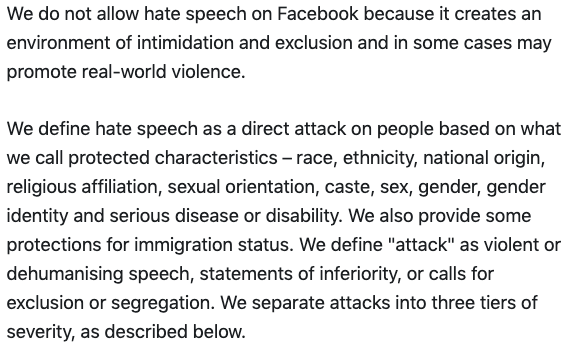 We do not allow hate speech on Facebook because it creates an
environment of intimidation and exclusion and in some cases may
promote real-world violence.
We define hate speech as a direct attack on people based on what
we call protected characteristics – race, ethnicity, national origin,
religious affiliation, sexual orientation, caste, sex, gender, gender
identity and serious disease or disability. We also provide some
protections for immigration status. We define "attack" as violent or
dehumanising speech, statements of inferiority, or calls for
exclusion or segregation. We separate attacks into three tiers of
severity, as described below.